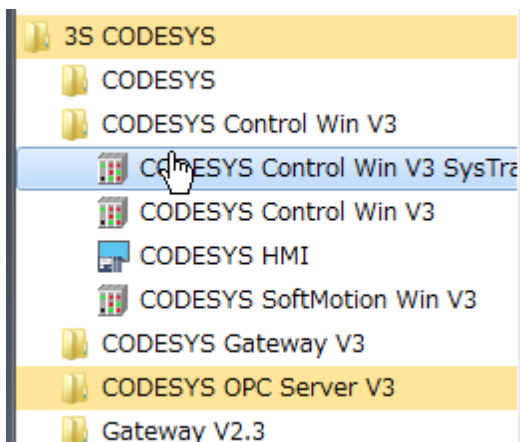 3S CODESYS
CODESYS
CODESYS Control Win V3
CODESYS Control Win V3 SysTra
CODESYS Control Win V3
CODESYS HMI
CODESYS SoftMotion Win V3
CODESYS Gateway V3
CODESYS OPC Server V3
Gateway V2.3